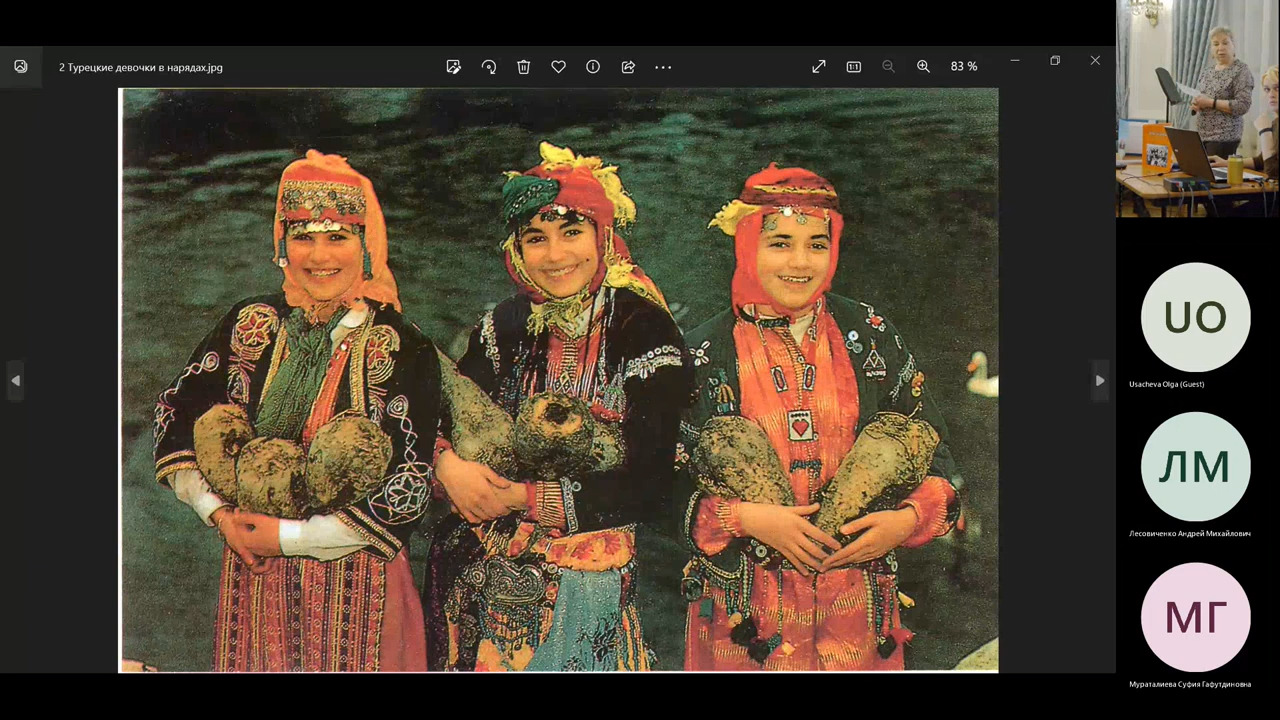 2 Турецкие девочки в нарядах.jpg
83 %
UO
Usacheva Olga (Guest)
ЛМ
Лесовиченко Андрей Михайлович
МГ
Мураталиева Суфия Гафутдиновна